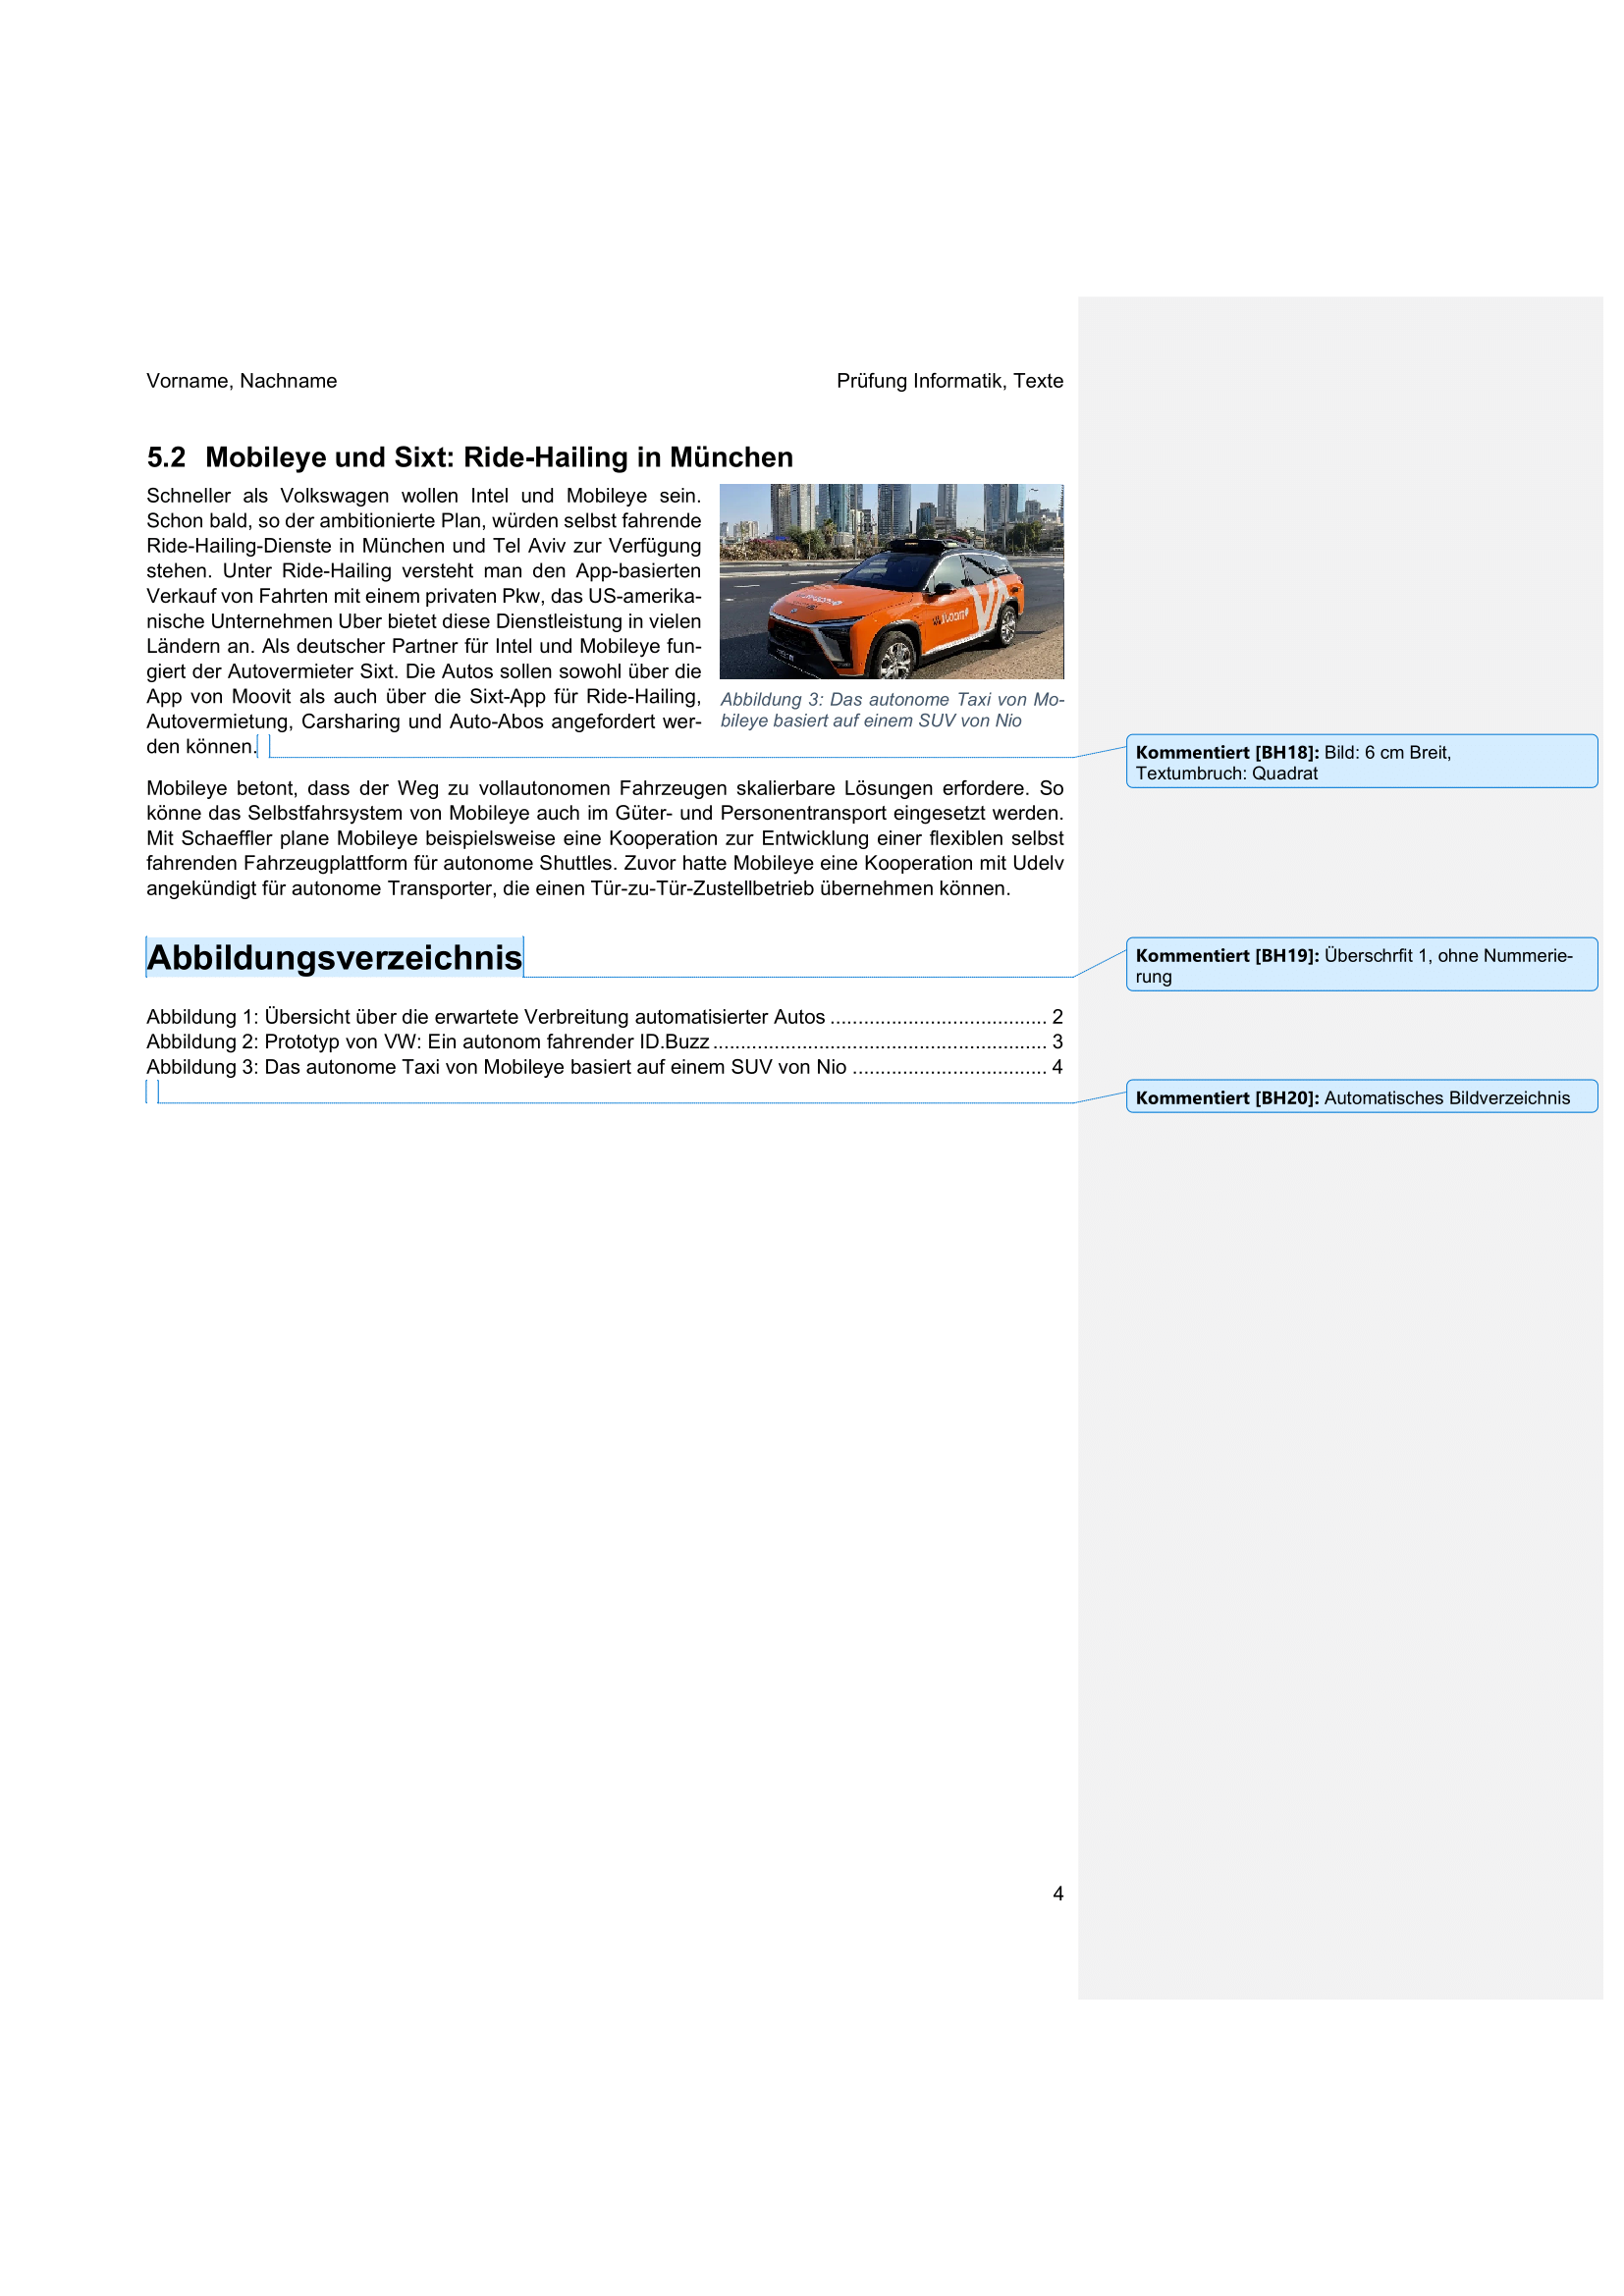 Vorname, Nachname
Prüfung Informatik, Texte
5.2 Mobileye und Sixt: Ride-Hailing in München
Schneller als Volkswagen wollen Intel und Mobileye sein.
Schon bald, so der ambitionierte Plan, würden selbst fahrende
Ride-Hailing-Dienste in München und Tel Aviv zur Verfügung
stehen. Unter Ride-Hailing versteht man den App-basierten
Verkauf von Fahrten mit einem privaten Pkw, das US-amerika-
nische Unternehmen Uber bietet diese Dienstleistung in vielen
Ländern an. Als deutscher Partner für Intel und Mobileye fun-
giert der Autovermieter Sixt. Die Autos sollen sowohl über die
App von Moovit als auch über die Sixt-App für Ride-Hailing,
Autovermietung, Carsharing und Auto-Abos angefordert wer-
den können.
Abbildung 3: Das autonome Taxi von Mo-
bileye basiert auf einem SUV von Nio
Kommentiert [BH18]: Bild: 6 cm Breit,
Textumbruch: Quadrat
Mobileye betont, dass der Weg zu vollautonomen Fahrzeugen skalierbare Lösungen erfordere. So
könne das Selbstfahrsystem von Mobileye auch im Güter- und Personentransport eingesetzt werden.
Mit Schaeffler plane Mobileye beispielsweise eine Kooperation zur Entwicklung einer flexiblen selbst
fahrenden Fahrzeugplattform für autonome Shuttles. Zuvor hatte Mobileye eine Kooperation mit Udelv
angekündigt für autonome Transporter, die einen Tür-zu-Tür-Zustellbetrieb übernehmen können.
Abbildungsverzeichnis
Kommentiert [BH19]: Überschrfit 1, ohne Nummerie-
rung
Abbildung 1: Übersicht über die erwartete Verbreitung automatisierter Autos ....................................... 2
Abbildung 2: Prototyp von VW: Ein autonom fahrender ID.Buzz ............................................................ 3
Abbildung 3: Das autonome Taxi von Mobileye basiert auf einem SUV von Nio ................................... 4
Kommentiert [BH20]: Automatisches Bildverzeichnis
4